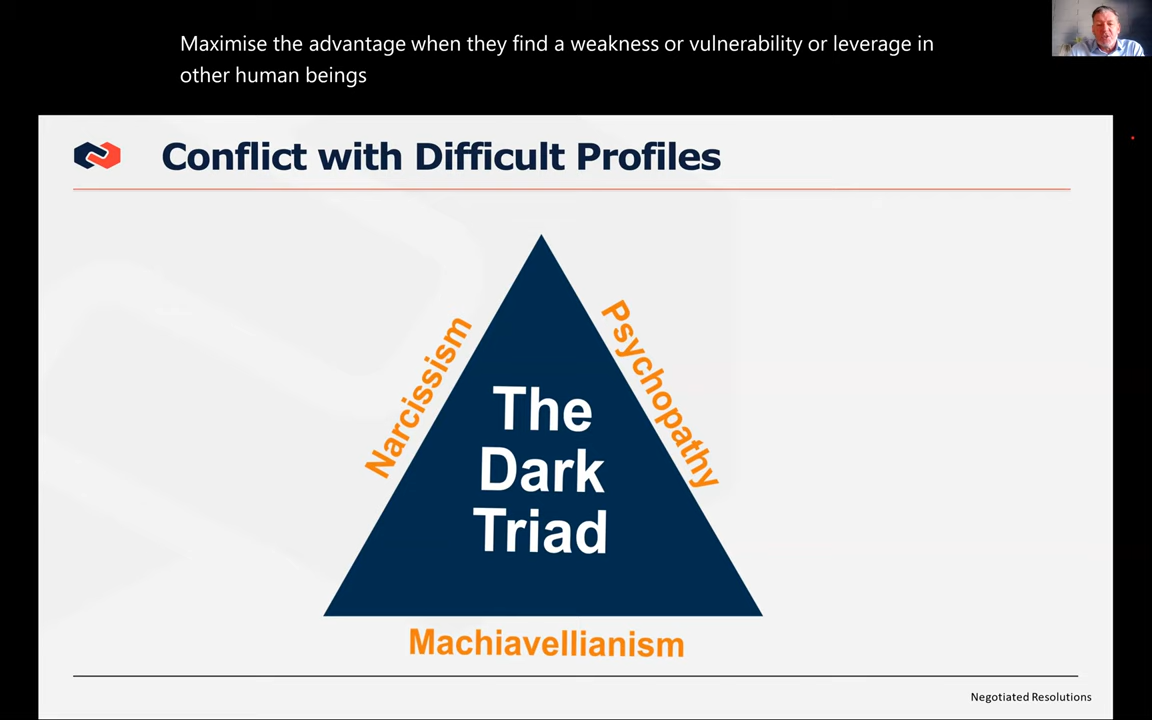 Maximise the advantage when they find a weakness or vulnerability or leverage in
other human beings
Conflict with Difficult Profiles
Narcissism
Psychopathy
The
Dark
Triad
Machiavellianism
Negotiated Resolutions